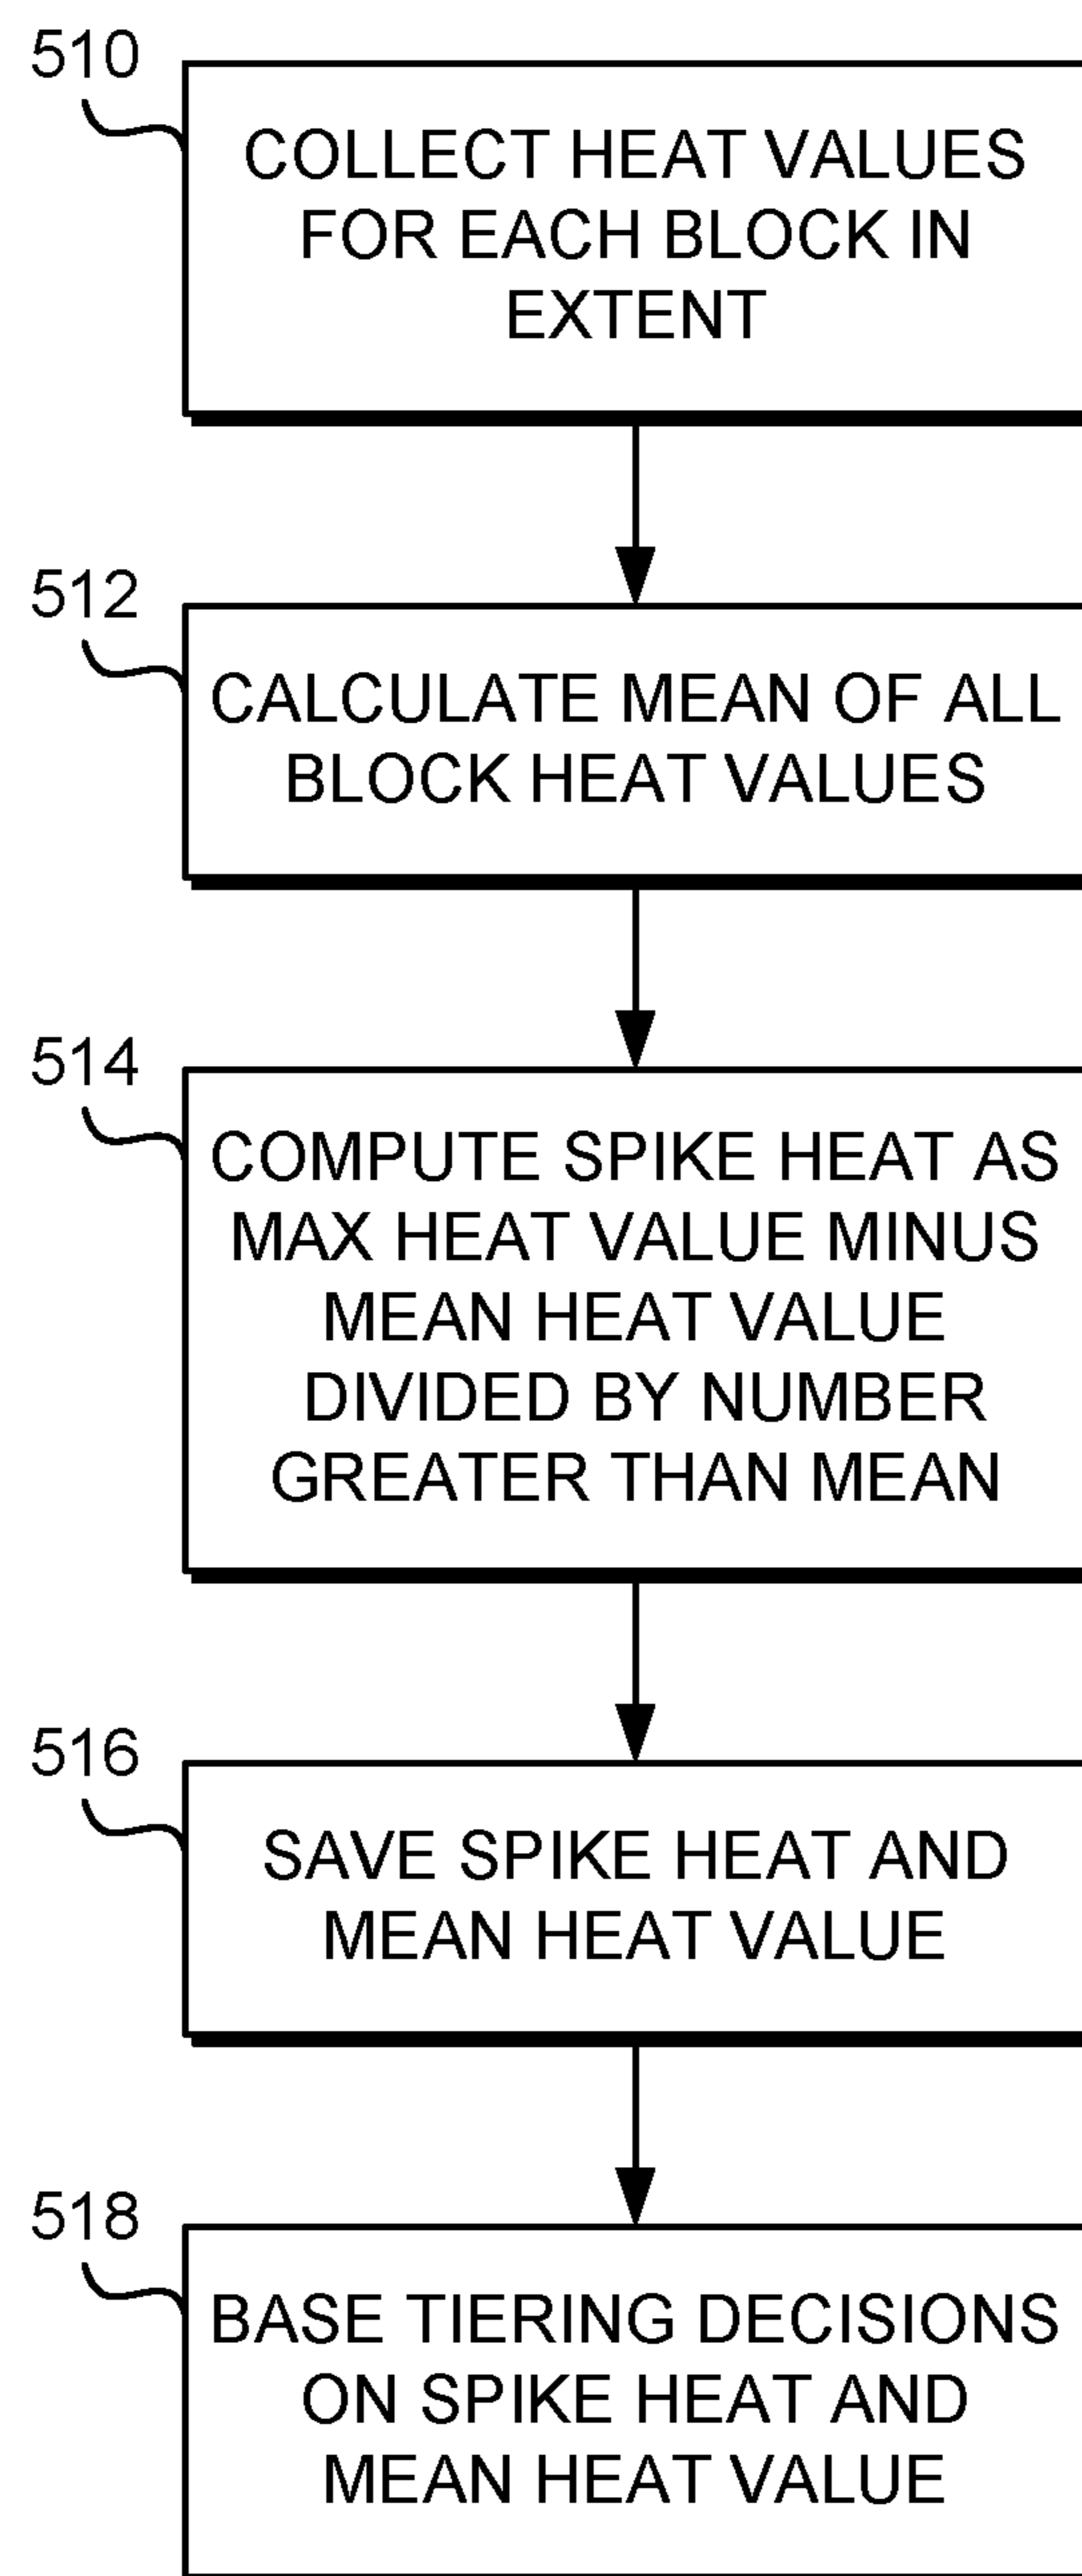 510
COLLECT HEAT VALUES
FOR EACH BLOCK IN
EXTENT
512
CALCULATE MEAN OF ALL
BLOCK HEAT VALUES
514
COMPUTE SPIKE HEAT AS
MAX HEAT VALUE MINUS
MEAN HEAT VALUE
DIVIDED BY NUMBER
GREATER THAN MEAN
516
SAVE SPIKE HEAT AND
MEAN HEAT VALUE
518
BASE TIERING DECISIONS
ON SPIKE HEAT AND
MEAN HEAT VALUE